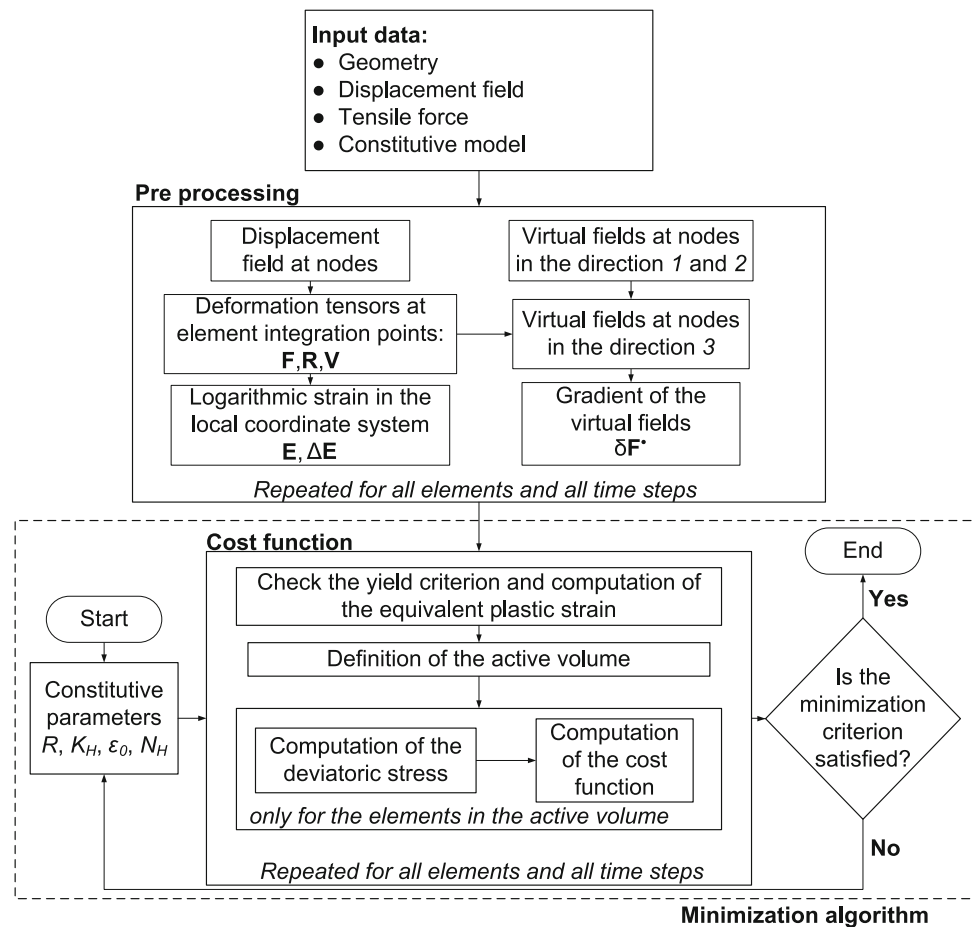 Input data:
● Geometry
● Displacement field
● Tensile force
● Constitutive model
Pre processing
Displacement
field at nodes
Virtual fields at nodes
in the direction 1 and 2
Deformation tensors at
element integration points:
F,R,V
Virtual fields at nodes
in the direction 3
Logarithmic strain in the
local coordinate system
E, ΔE
Gradient of the
virtual fields
δF•
Repeated for all elements and all time steps
Cost function
Check the yield criterion and computation of
the equivalent plastic strain
Definition of the active volume
Start
Constitutive
parameters
R, K_H, ε_0, N_H
Computation of the
deviatoric stress
Computation
of the cost
function
only for the elements in the active volume
Repeated for all elements and all time steps
End
Yes
Is the
minimization
criterion
satisfied?
No
Minimization algorithm